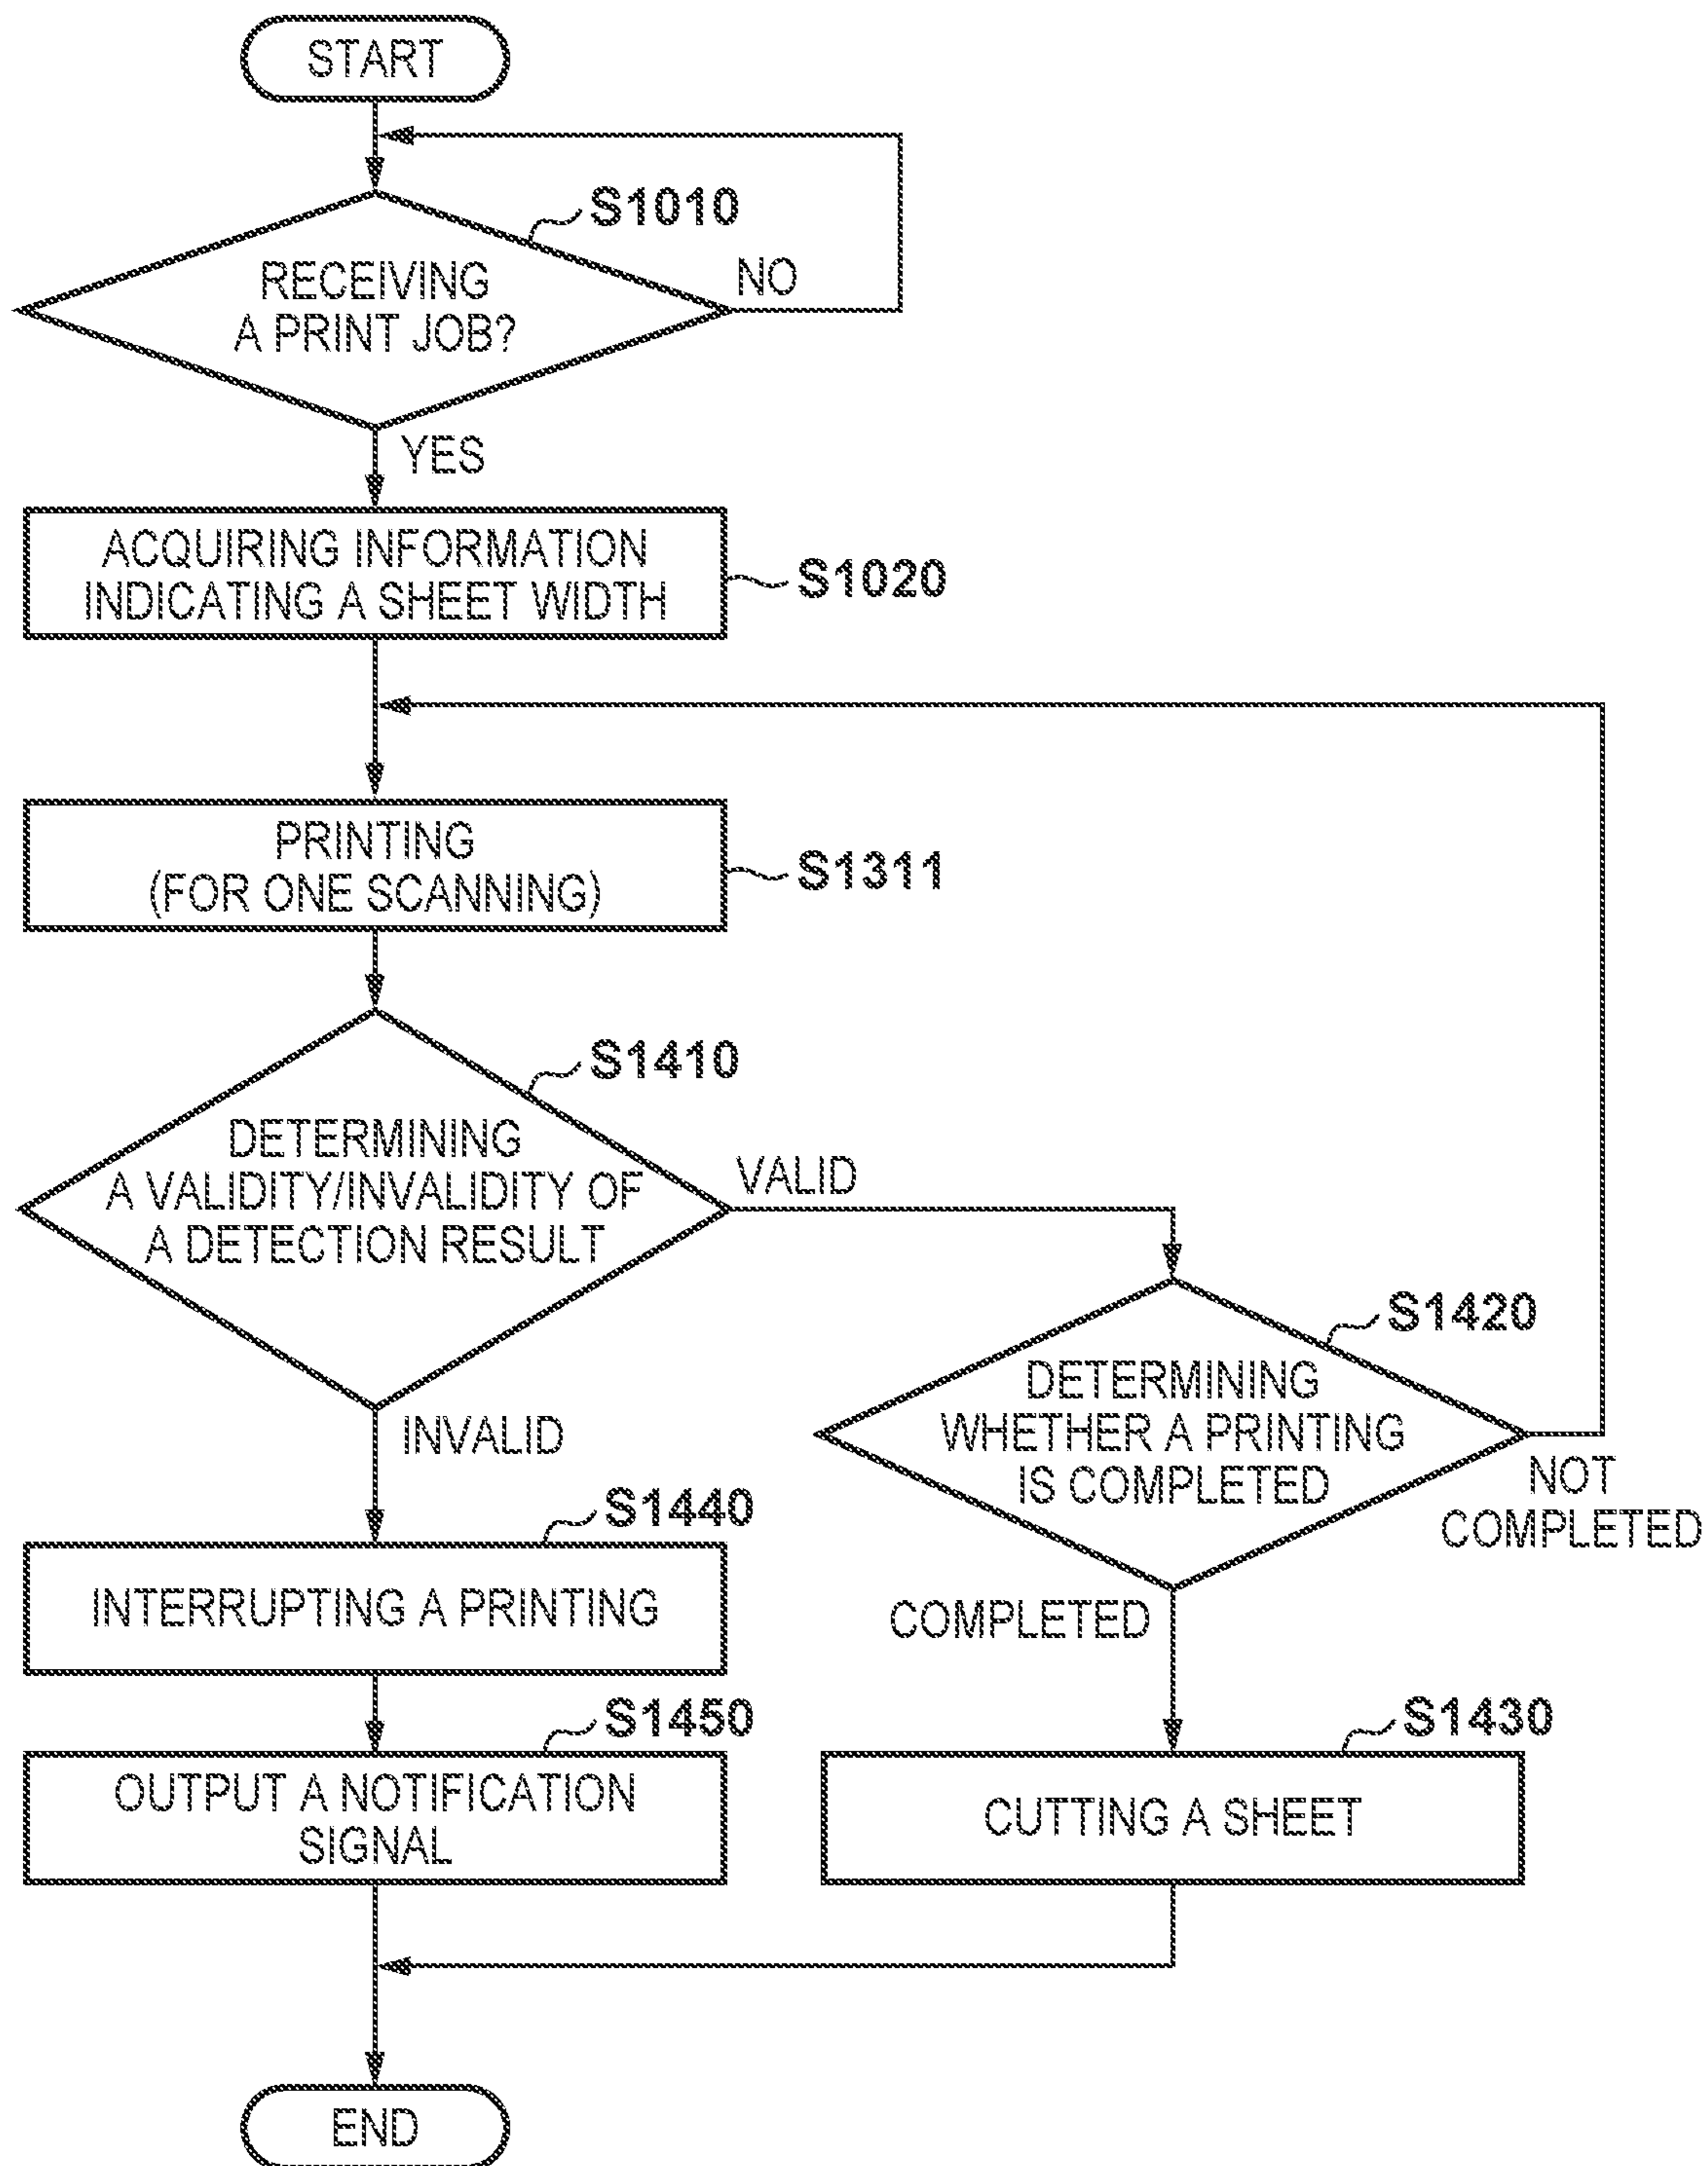 START
S1010
RECEIVING
A PRINT JOB?
NO
YES
ACQUIRING INFORMATION
INDICATING A SHEET WIDTH
S1020
PRINTING
(FOR ONE SCANNING)
S1311
S1410
DETERMINING
A VALIDITY/INVALIDITY OF
A DETECTION RESULT
VALID
INVALID
S1420
DETERMINING
WHETHER A PRINTING
IS COMPLETED
NOT
COMPLETED
COMPLETED
S1440
INTERRUPTING A PRINTING
S1450
OUTPUT A NOTIFICATION
SIGNAL
S1430
CUTTING A SHEET
END